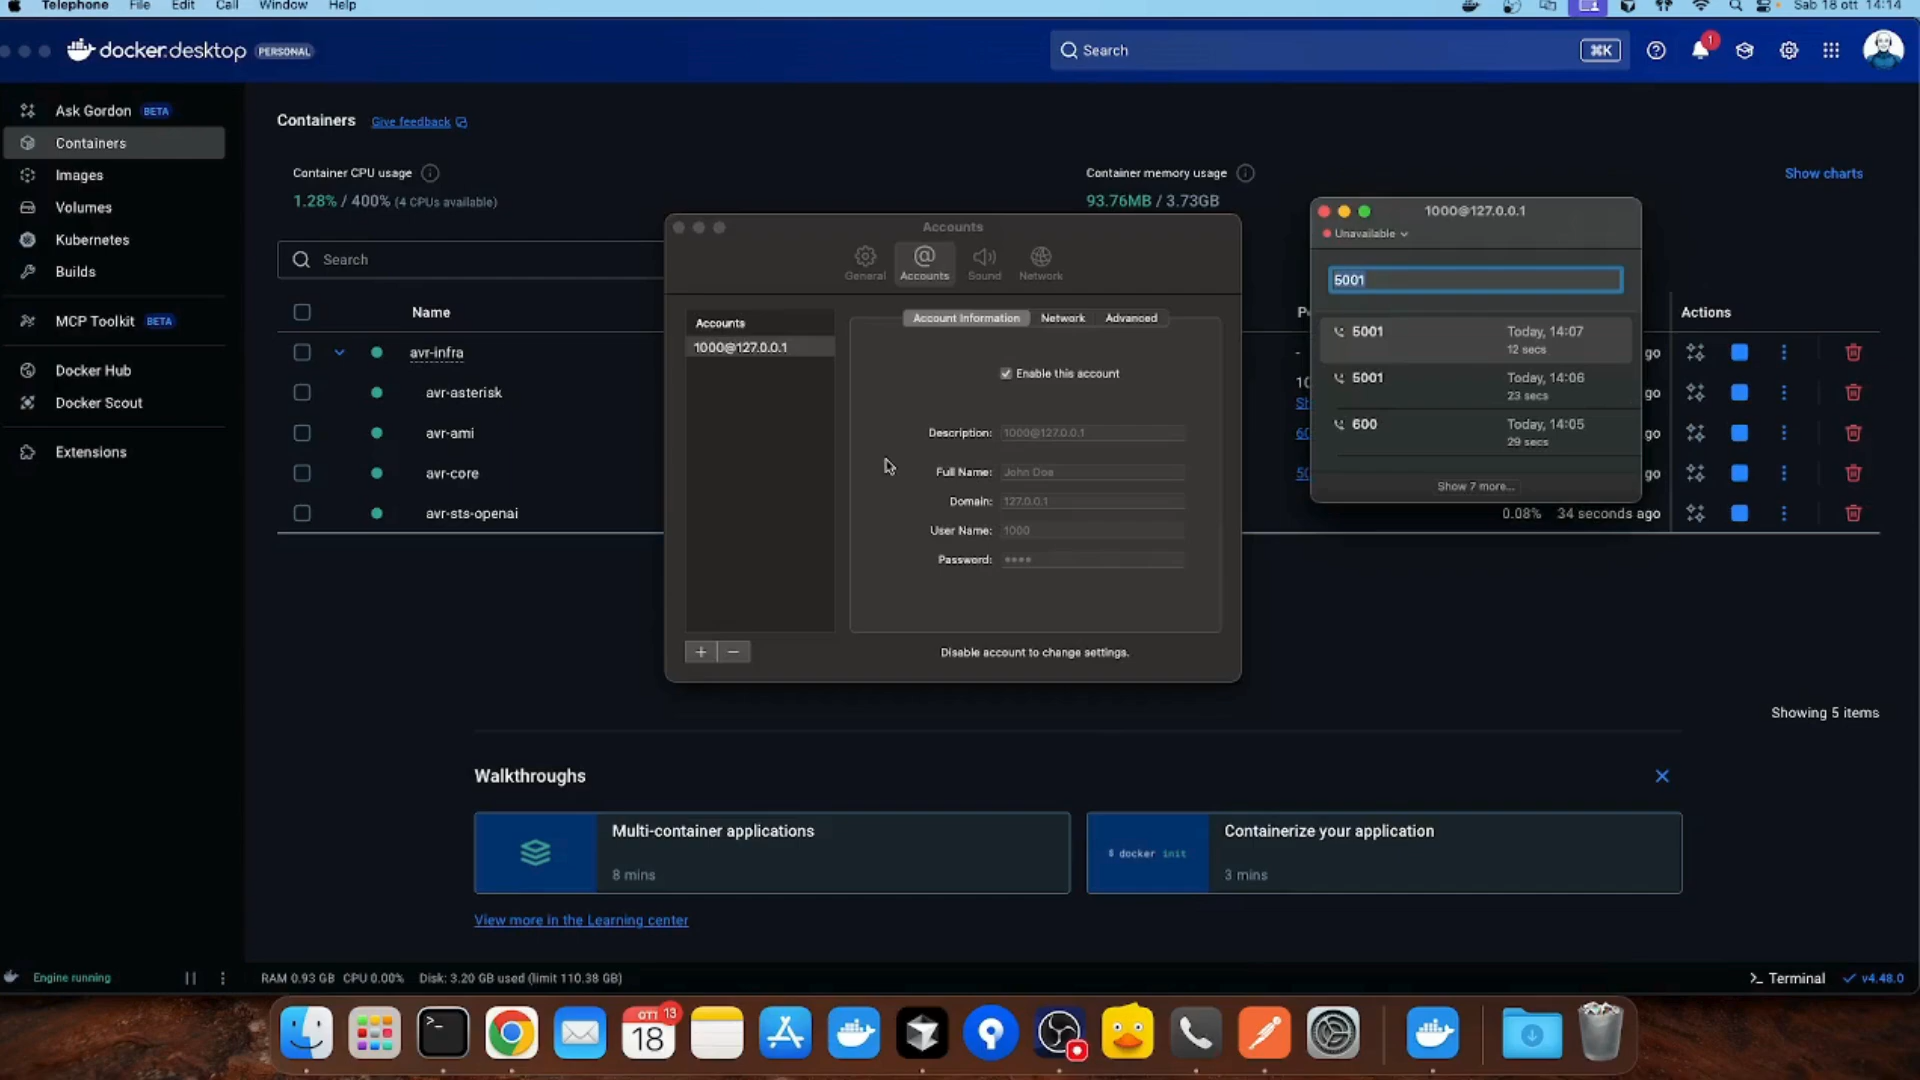 Telephone File Edit Call Window Help
Sab 18 ott 14:14
docker.desktop PERSONAL
Search
⌘K
1
Ask Gordon BETA
Containers
Images
Volumes
Kubernetes
Builds
MCP Toolkit BETA
Docker Hub
Docker Scout
Extensions
Containers Give feedback
Container CPU usage
1.28% / 400% (4 CPUs available)
Container memory usage
93.76MB / 3.73GB
Show charts
Search
Name
Actions
avr-infra
-
go
avr-asterisk
go
avr-ami
go
avr-core
go
avr-sts-openai
0.08% 34 seconds ago
Accounts
General Accounts Sound Network
Accounts
1000@127.0.0.1
Account Information Network Advanced
Enable this account
Description: 1000@127.0.0.1
Full Name: John Doe
Domain: 127.0.0.1
User Name: 1000
Password: ••••
+ −
Disable account to change settings.
1000@127.0.0.1
Unavailable
5001
5001 Today, 14:07
12 secs
5001 Today, 14:06
23 secs
600 Today, 14:05
29 secs
Show 7 more...
Showing 5 items
Walkthroughs
Multi-container applications
8 mins
$ docker init
Containerize your application
3 mins
View more in the Learning center
Engine running
RAM 0.93 GB CPU 0.00% Disk: 3.20 GB used (limit 110.38 GB)
>_ Terminal
v4.48.0
OTT 13
18